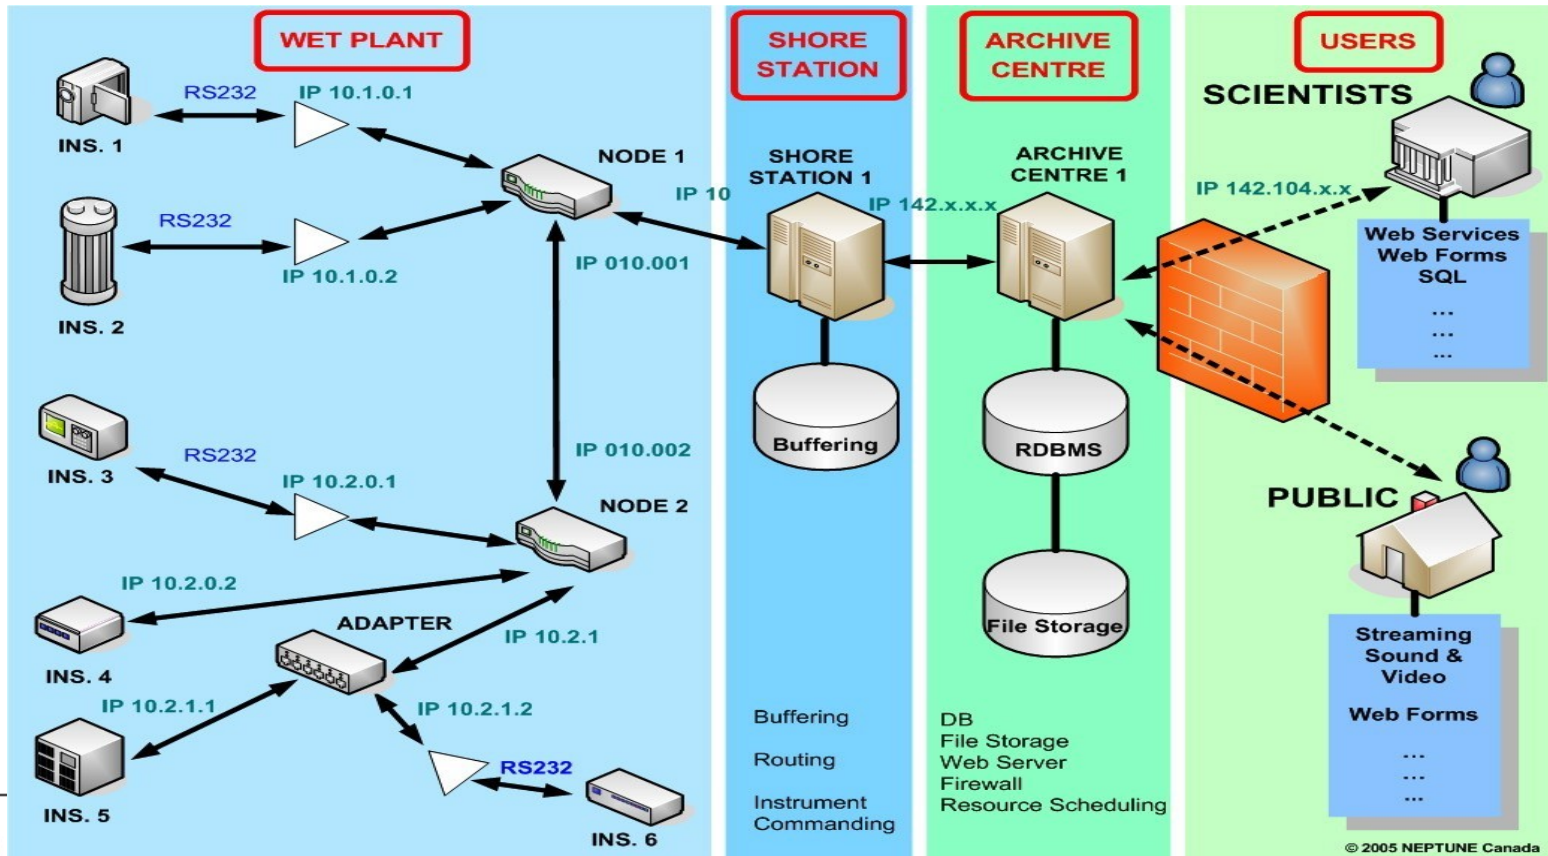 WET PLANT
RS232
IP 10.1.0.1
INS. 1
NODE 1
RS232
IP 10.1.0.2
INS. 2
IP 010.001
IP 10
IP 010.002
INS. 3
RS232
IP 10.2.0.1
NODE 2
IP 10.2.0.2
INS. 4
ADAPTER
IP 10.2.1
IP 10.2.1.1
INS. 5
IP 10.2.1.2
RS232
INS. 6
SHORE
STATION
SHORE
STATION 1
IP 142.x.x.x
Buffering
Buffering
Routing
Instrument
Commanding
ARCHIVE
CENTRE
ARCHIVE
CENTRE 1
RDBMS
File Storage
DB
File Storage
Web Server
Firewall
Resource Scheduling
USERS
SCIENTISTS
IP 142.104.x.x
Web Services
Web Forms
SQL
...
...
...
PUBLIC
Streaming
Sound &
Video
Web Forms
...
...
...
© 2005 NEPTUNE Canada